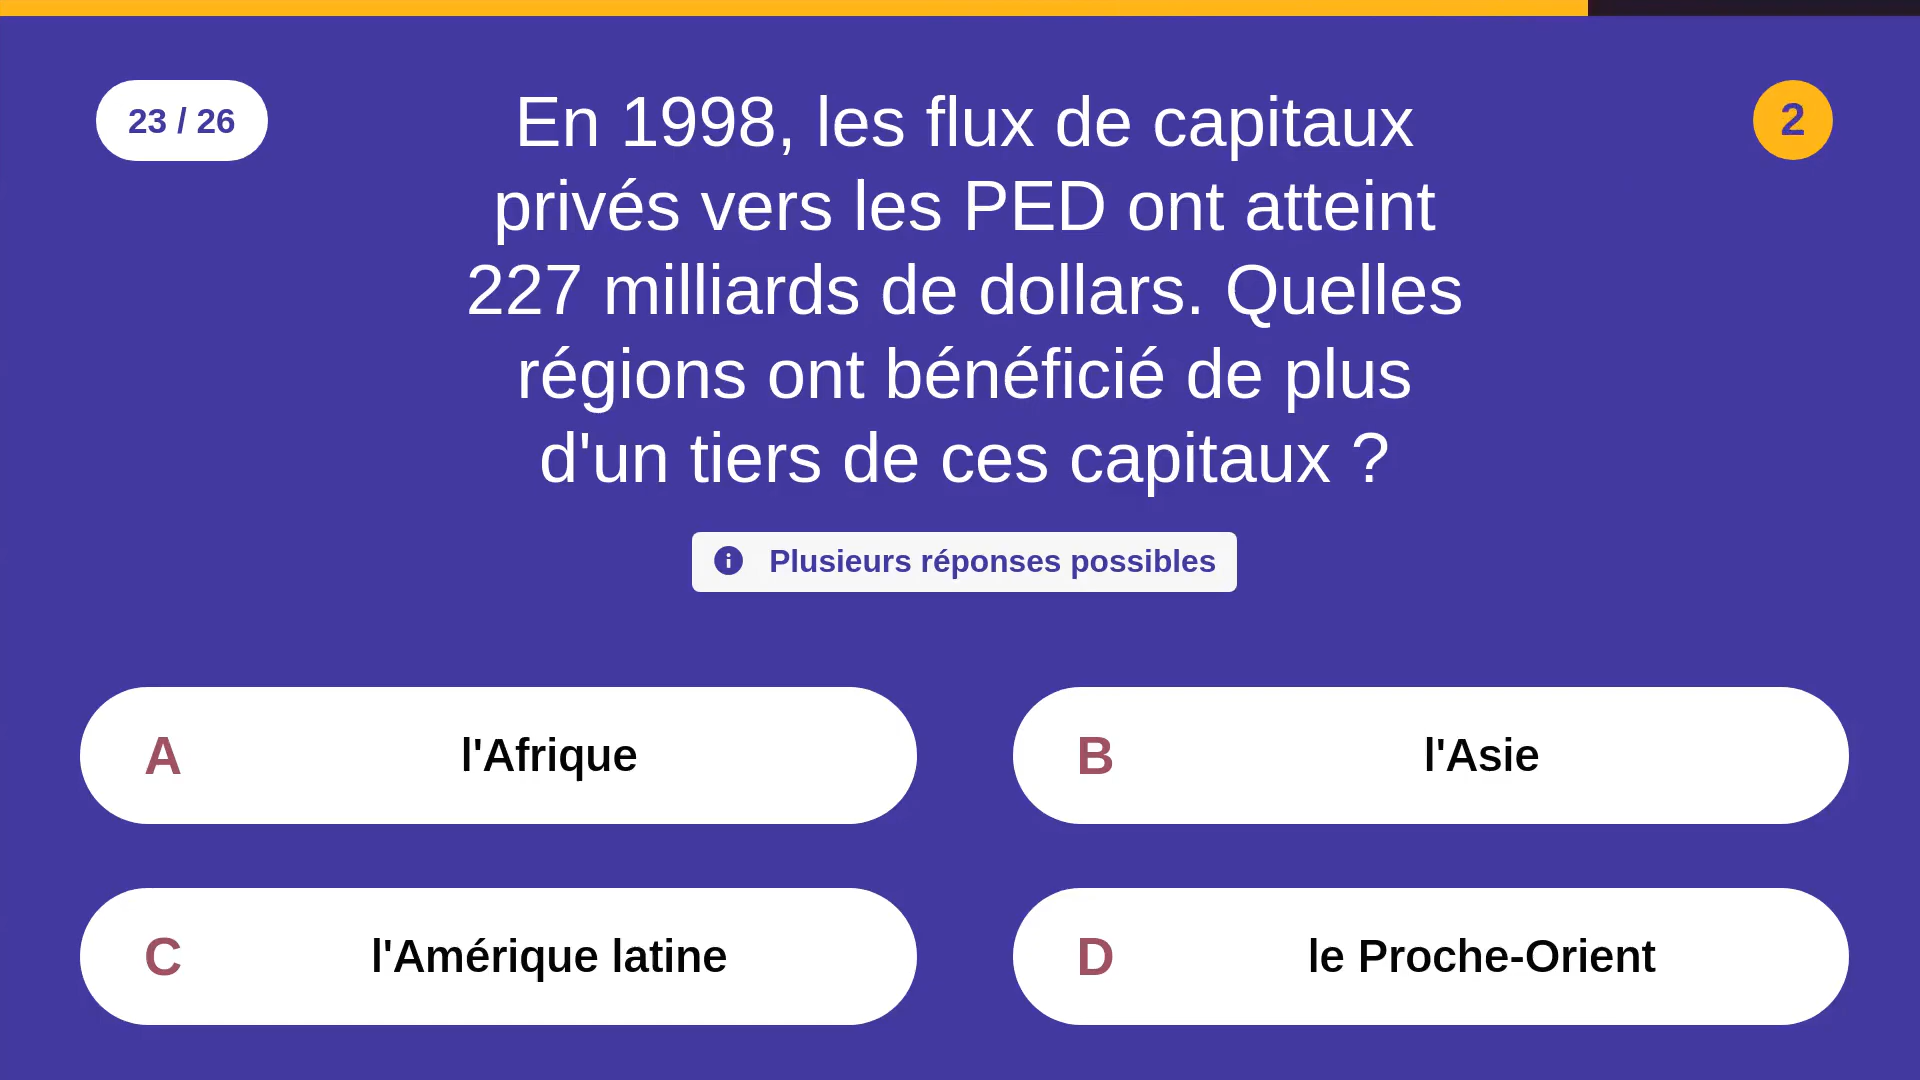 23 / 26
En 1998, les flux de capitaux
privés vers les PED ont atteint
227 milliards de dollars. Quelles
régions ont bénéficié de plus
d'un tiers de ces capitaux ?
2
Plusieurs réponses possibles
A l'Afrique
B l'Asie
C l'Amérique latine
D le Proche-Orient